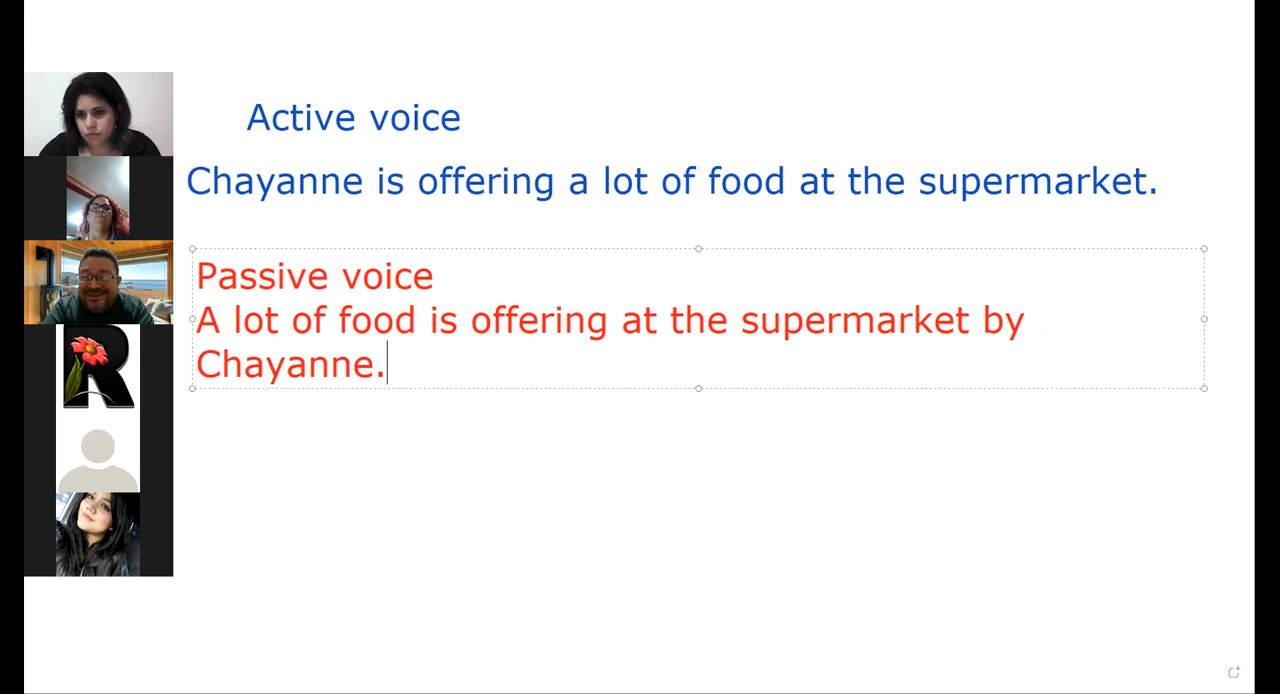 Active voice
Chayanne is offering a lot of food at the supermarket.
Passive voice
A lot of food is offering at the supermarket by
Chayanne.
R